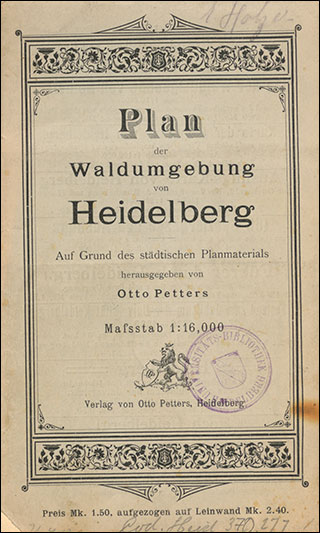 Plan
der
Waldumgebung
von
Heidelberg
Auf Grund des städtischen Planmaterials
herausgegeben von
Otto Petters
Maſsstab 1:16,000
Verlag von Otto Petters, Heidelberg.
Preis Mk. 1.50, aufgezogen auf Leinwand Mk. 2.40.